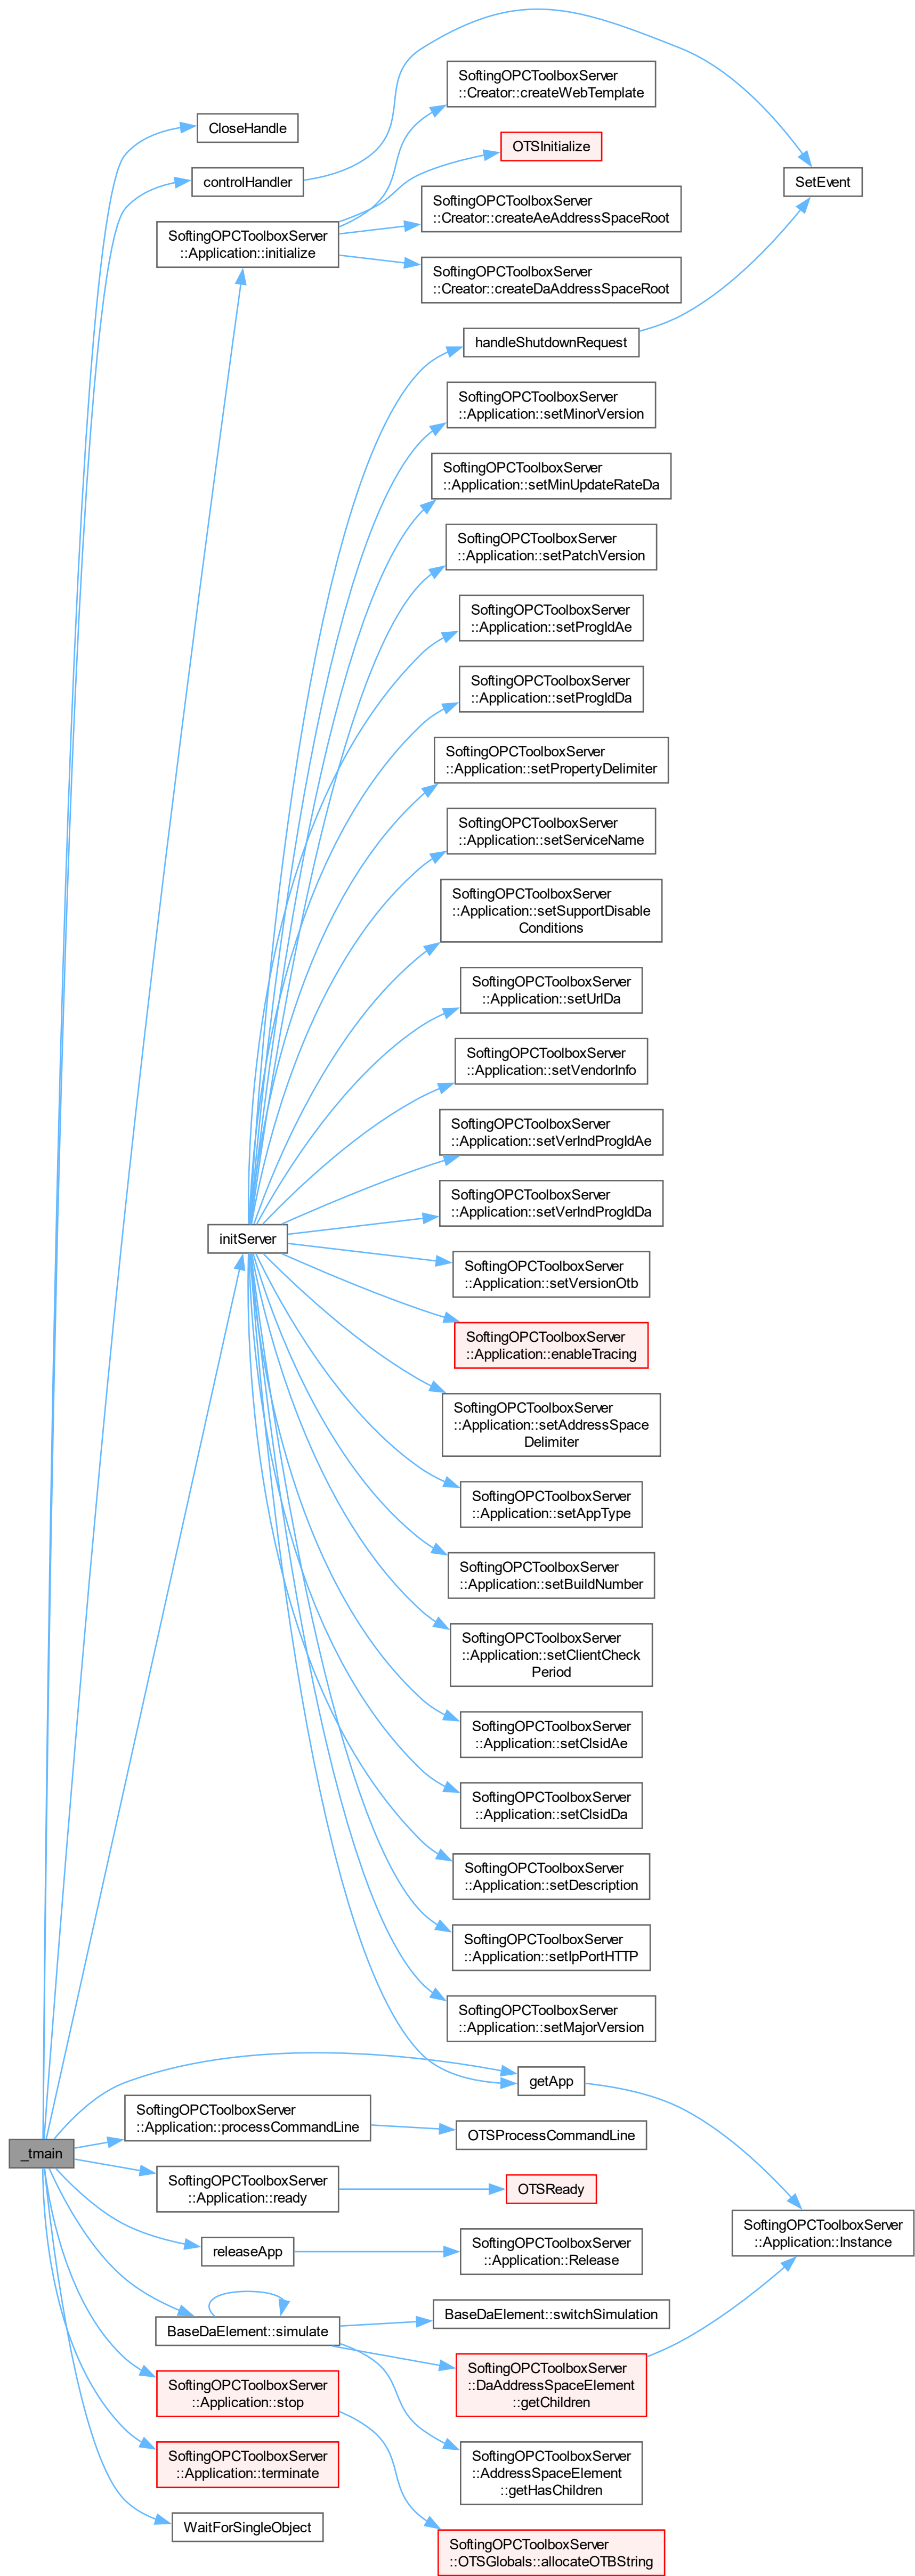 SoftingOPCToolboxServer
::Creator::createWebTemplate
CloseHandle
OTSInitialize
controlHandler
SetEvent
SoftingOPCToolboxServer
::Creator::createAeAddressSpaceRoot
SoftingOPCToolboxServer
::Application::initialize
SoftingOPCToolboxServer
::Creator::createDaAddressSpaceRoot
handleShutdownRequest
SoftingOPCToolboxServer
::Application::setMinorVersion
SoftingOPCToolboxServer
::Application::setMinUpdateRateDa
SoftingOPCToolboxServer
::Application::setPatchVersion
SoftingOPCToolboxServer
::Application::setProgIdAe
SoftingOPCToolboxServer
::Application::setProgIdDa
SoftingOPCToolboxServer
::Application::setPropertyDelimiter
SoftingOPCToolboxServer
::Application::setServiceName
SoftingOPCToolboxServer
::Application::setSupportDisable
Conditions
SoftingOPCToolboxServer
::Application::setUrlDa
SoftingOPCToolboxServer
::Application::setVendorInfo
SoftingOPCToolboxServer
::Application::setVerIndProgIdAe
SoftingOPCToolboxServer
::Application::setVerIndProgIdDa
initServer
SoftingOPCToolboxServer
::Application::setVersionOtb
SoftingOPCToolboxServer
::Application::enableTracing
SoftingOPCToolboxServer
::Application::setAddressSpace
Delimiter
SoftingOPCToolboxServer
::Application::setAppType
SoftingOPCToolboxServer
::Application::setBuildNumber
SoftingOPCToolboxServer
::Application::setClientCheck
Period
SoftingOPCToolboxServer
::Application::setClsidAe
SoftingOPCToolboxServer
::Application::setClsidDa
SoftingOPCToolboxServer
::Application::setDescription
SoftingOPCToolboxServer
::Application::setIpPortHTTP
SoftingOPCToolboxServer
::Application::setMajorVersion
getApp
SoftingOPCToolboxServer
::Application::processCommandLine
OTSProcessCommandLine
_tmain
SoftingOPCToolboxServer
::Application::ready
OTSReady
SoftingOPCToolboxServer
::Application::Instance
releaseApp
SoftingOPCToolboxServer
::Application::Release
BaseDaElement::simulate
BaseDaElement::switchSimulation
SoftingOPCToolboxServer
::DaAddressSpaceElement
::getChildren
SoftingOPCToolboxServer
::Application::stop
SoftingOPCToolboxServer
::Application::terminate
SoftingOPCToolboxServer
::AddressSpaceElement
::getHasChildren
WaitForSingleObject
SoftingOPCToolboxServer
::OTSGlobals::allocateOTBString